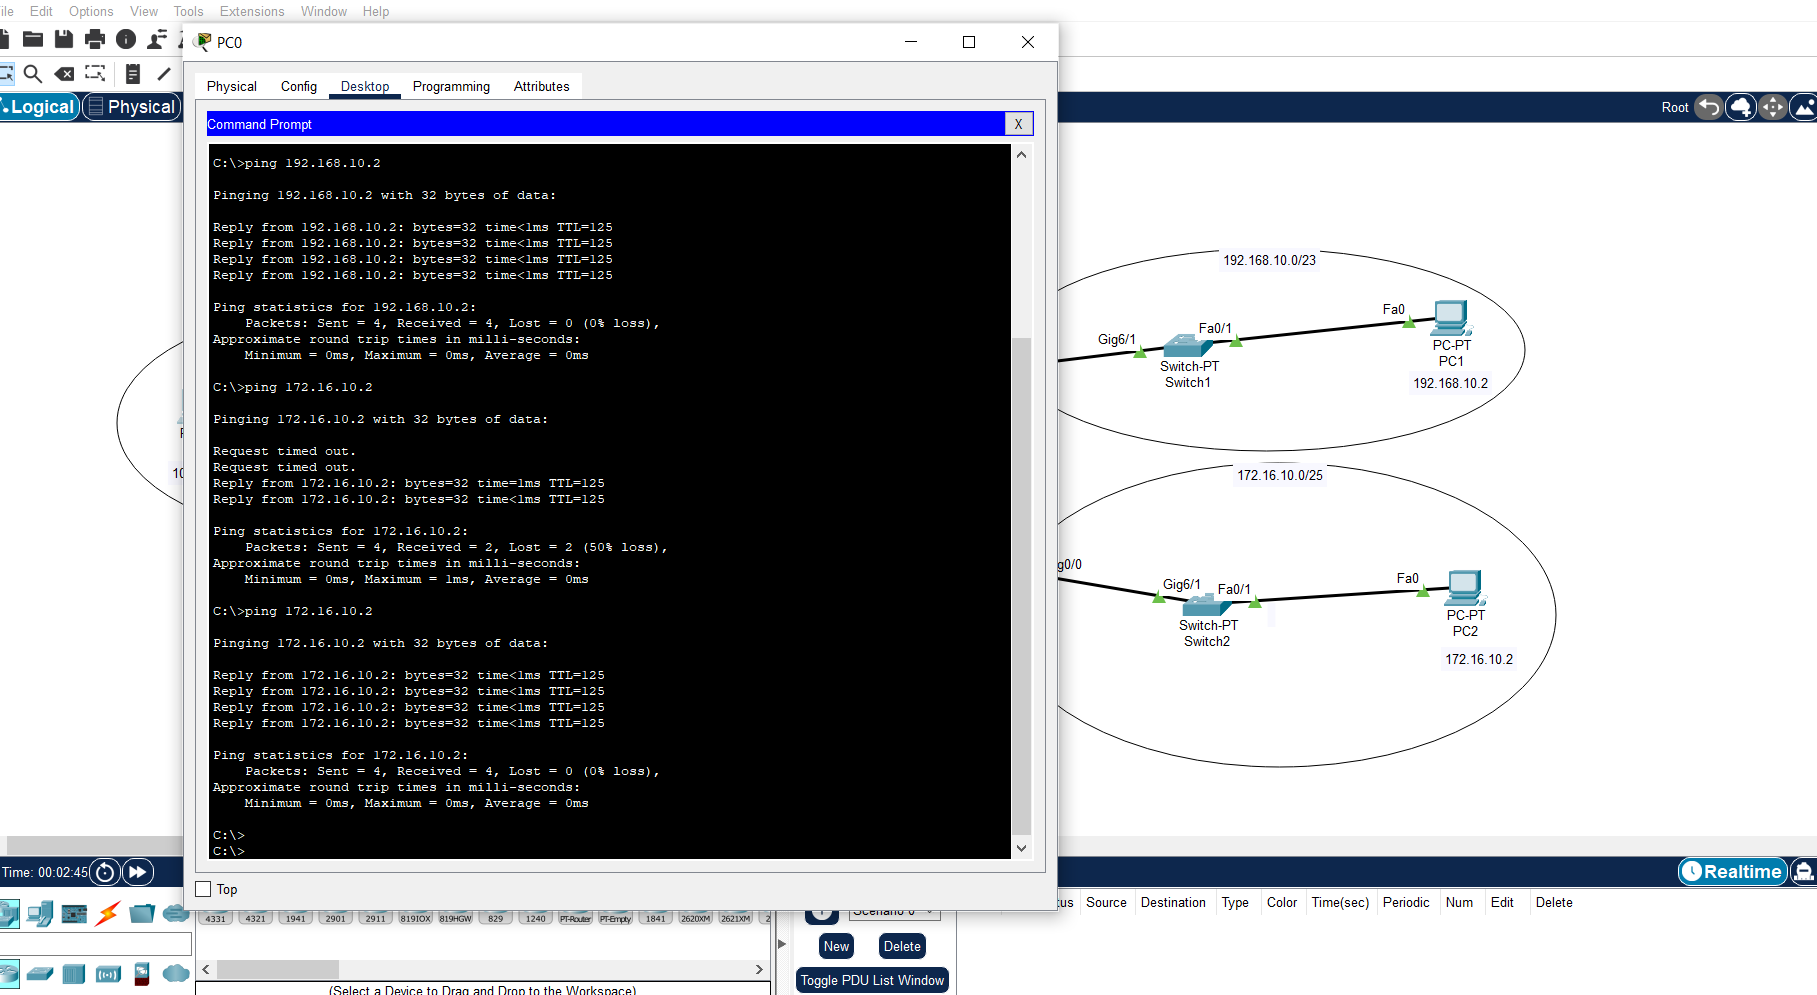 Edit Options View Tools Extensions Window Help
PC0
Physical Config Desktop Programming Attributes
Logical Physical
Root
Command Prompt X
C:\>ping 192.168.10.2
Pinging 192.168.10.2 with 32 bytes of data:
Reply from 192.168.10.2: bytes=32 time<1ms TTL=125
Reply from 192.168.10.2: bytes=32 time<1ms TTL=125
Reply from 192.168.10.2: bytes=32 time<1ms TTL=125
Reply from 192.168.10.2: bytes=32 time<1ms TTL=125
Ping statistics for 192.168.10.2:
Packets: Sent = 4, Received = 4, Lost = 0 (0% loss),
Approximate round trip times in milli-seconds:
Minimum = 0ms, Maximum = 0ms, Average = 0ms
C:\>ping 172.16.10.2
Pinging 172.16.10.2 with 32 bytes of data:
Request timed out.
Request timed out.
Reply from 172.16.10.2: bytes=32 time=1ms TTL=125
Reply from 172.16.10.2: bytes=32 time<1ms TTL=125
Ping statistics for 172.16.10.2:
Packets: Sent = 4, Received = 2, Lost = 2 (50% loss),
Approximate round trip times in milli-seconds:
Minimum = 0ms, Maximum = 1ms, Average = 0ms
C:\>ping 172.16.10.2
Pinging 172.16.10.2 with 32 bytes of data:
Reply from 172.16.10.2: bytes=32 time<1ms TTL=125
Reply from 172.16.10.2: bytes=32 time<1ms TTL=125
Reply from 172.16.10.2: bytes=32 time<1ms TTL=125
Reply from 172.16.10.2: bytes=32 time<1ms TTL=125
Ping statistics for 172.16.10.2:
Packets: Sent = 4, Received = 4, Lost = 0 (0% loss),
Approximate round trip times in milli-seconds:
Minimum = 0ms, Maximum = 0ms, Average = 0ms
C:\>
C:\>
Top
192.168.10.0/23
Fa0
Fa0/1
Gig6/1
Switch-PT
Switch1
PC-PT
PC1
192.168.10.2
172.16.10.0/25
g0/0
Gig6/1
Fa0/1
Fa0
Switch-PT
Switch2
PC-PT
PC2
172.16.10.2
10
Time: 00:02:45
Realtime
4331 4321 1941 2901 2911 819IOX 819HGW 829 1240 PT-Router PT-Empty 1841 2620XM 2621XM 2
Scenario 0
tus Source Destination Type Color Time(sec) Periodic Num Edit Delete
New Delete
Toggle PDU List Window
(Select a Device to Drag and Drop to the Workspace)